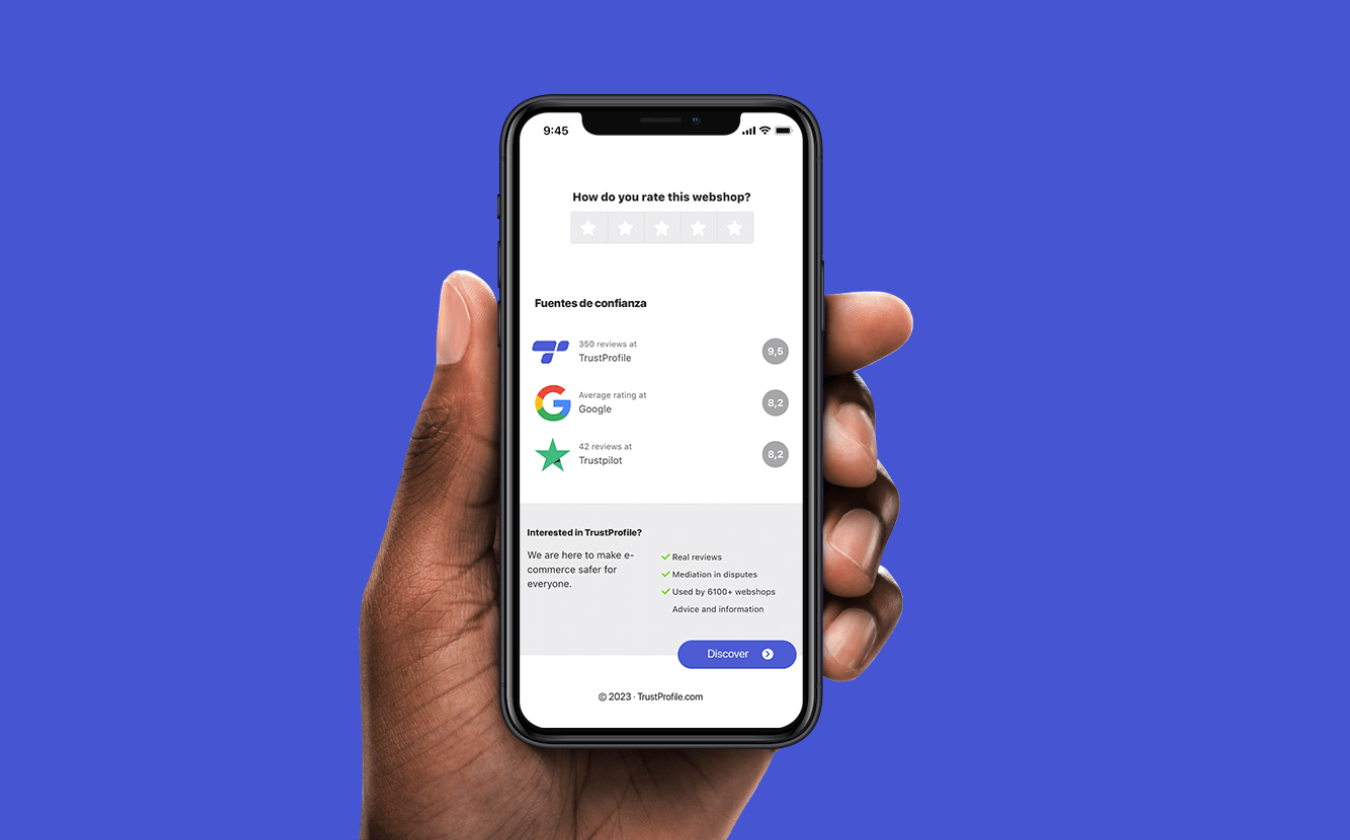 9:45
How do you rate this webshop?
Fuentes de confianza
350 reviews at
TrustProfile
9,5
Average rating at
Google
8,2
42 reviews at
Trustpilot
8,2
Interested in TrustProfile?
We are here to make e-
commerce safer for
everyone.
Real reviews
Mediation in disputes
Used by 6100+ webshops
Advice and information
Discover
© 2023 · TrustProfile.com